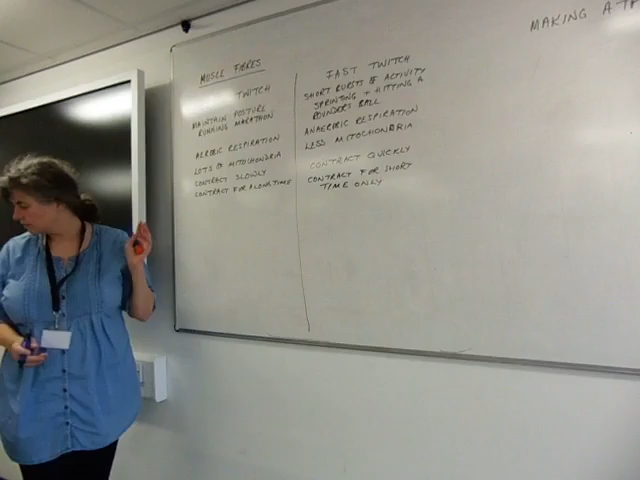 MUSLE FIBRES
TWITCH
MAINTAIN POSTURE
RUNNING MARATHON
AEROBIC RESPIRATION
LOTS OF MITOCHONDRIA
CONTRACT SLOWLY
CONTRACT FOR A LONG TIME
FAST TWITCH
SHORT BURSTS OF ACTIVITY
SPRINTING + HITTING A
ROUNDERS BALL
ANAEROBIC RESPIRATION
LESS MITOCHONDRIA
CONTRACT QUICKLY
CONTRACT FOR SHORT
TIME ONLY
MAKING A